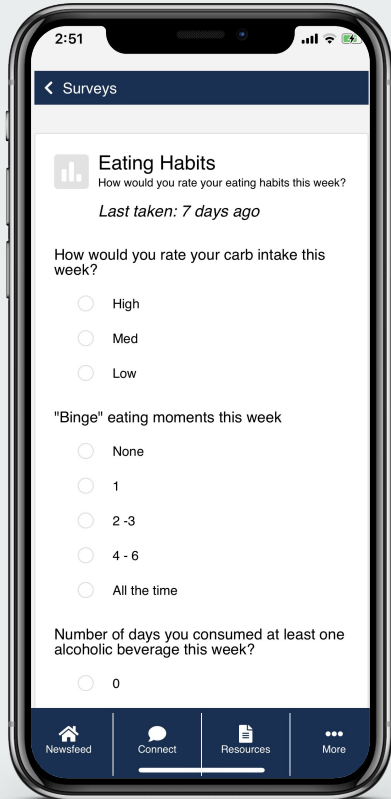 2:51
Surveys
Eating Habits
How would you rate your eating habits this week?
Last taken: 7 days ago
How would you rate your carb intake this
week?
High
Med
Low
"Binge" eating moments this week
None
1
2 -3
4 - 6
All the time
Number of days you consumed at least one
alcoholic beverage this week?
0
Newsfeed
Connect
Resources
More